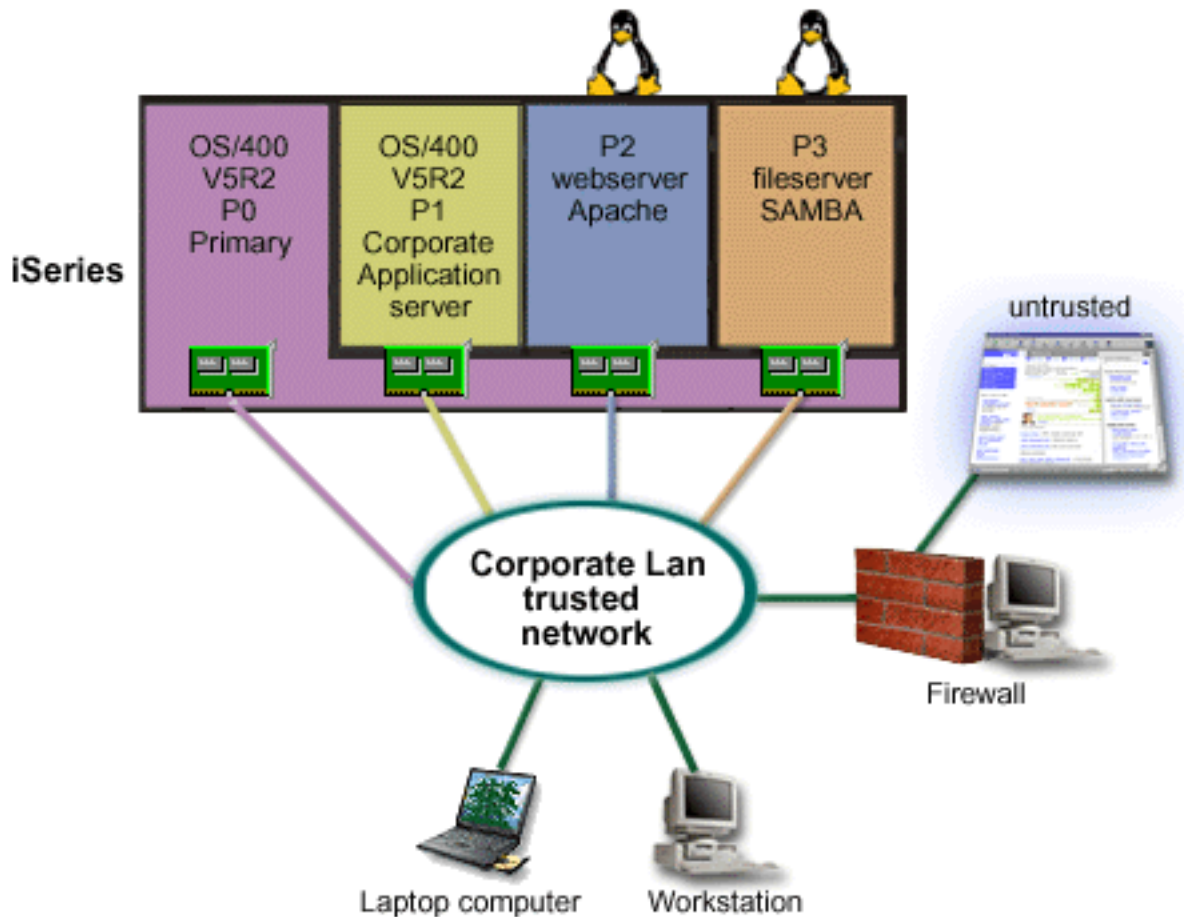 OS/400
V5R2
P0
Primary
OS/400
V5R2
P1
Corporate
Application
server
P2
webserver
Apache
P3
fileserver
SAMBA
iSeries
untrusted
Corporate Lan
trusted
network
Firewall
Laptop computer
Workstation